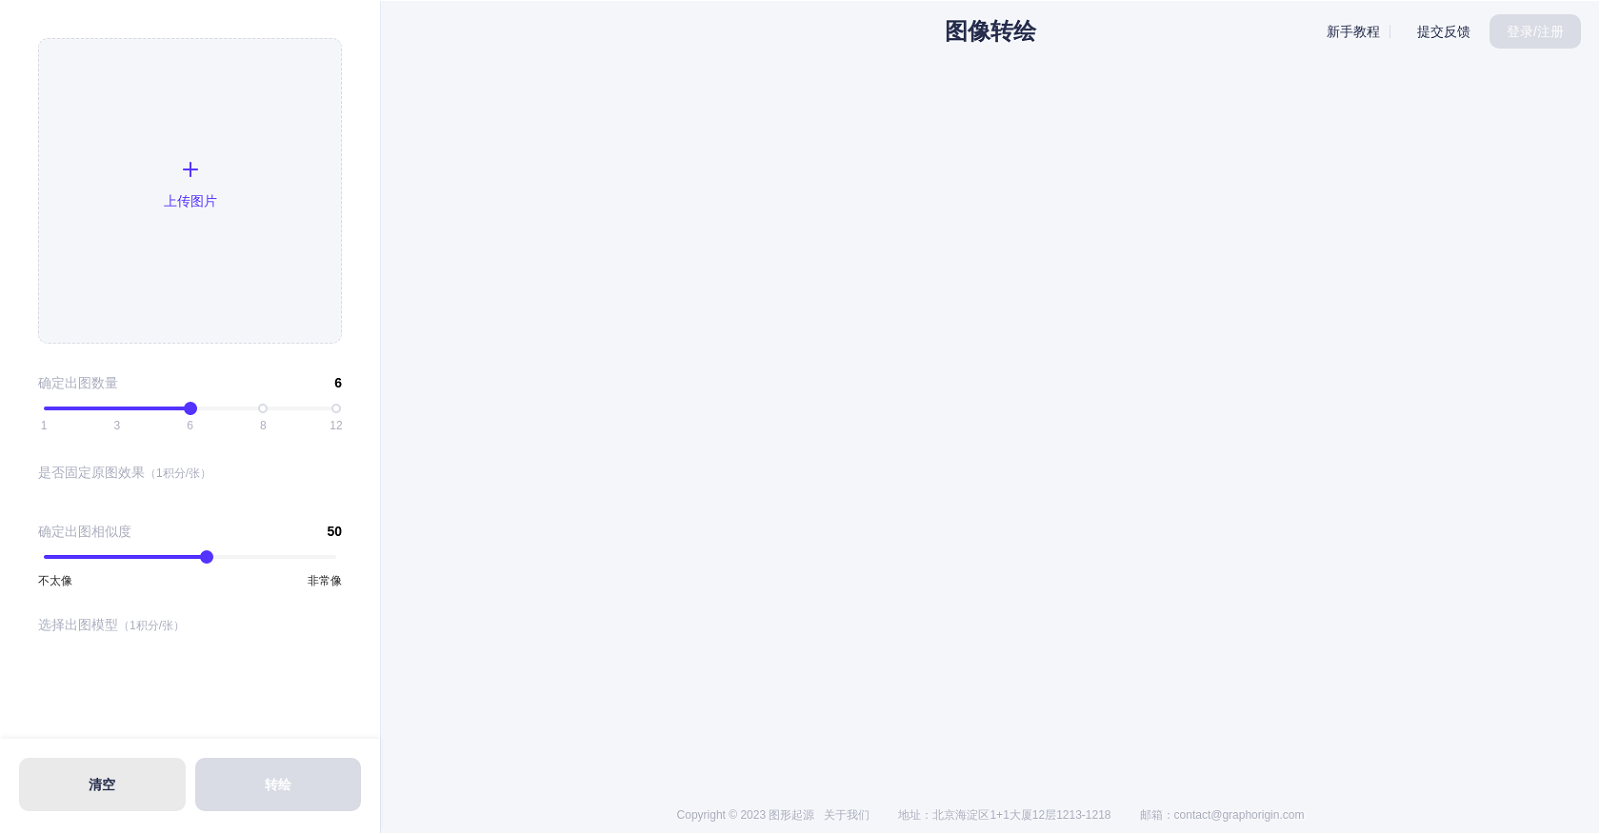 图像转绘
新手教程
提交反馈
登录/注册
上传图片
确定出图数量 6
1 3 6 8 12
是否固定原图效果（1积分/张）
确定出图相似度 50
不太像 非常像
选择出图模型（1积分/张）
清空
转绘
Copyright © 2023 图形起源 关于我们 地址：北京海淀区1+1大厦12层1213-1218 邮箱：contact@graphorigin.com